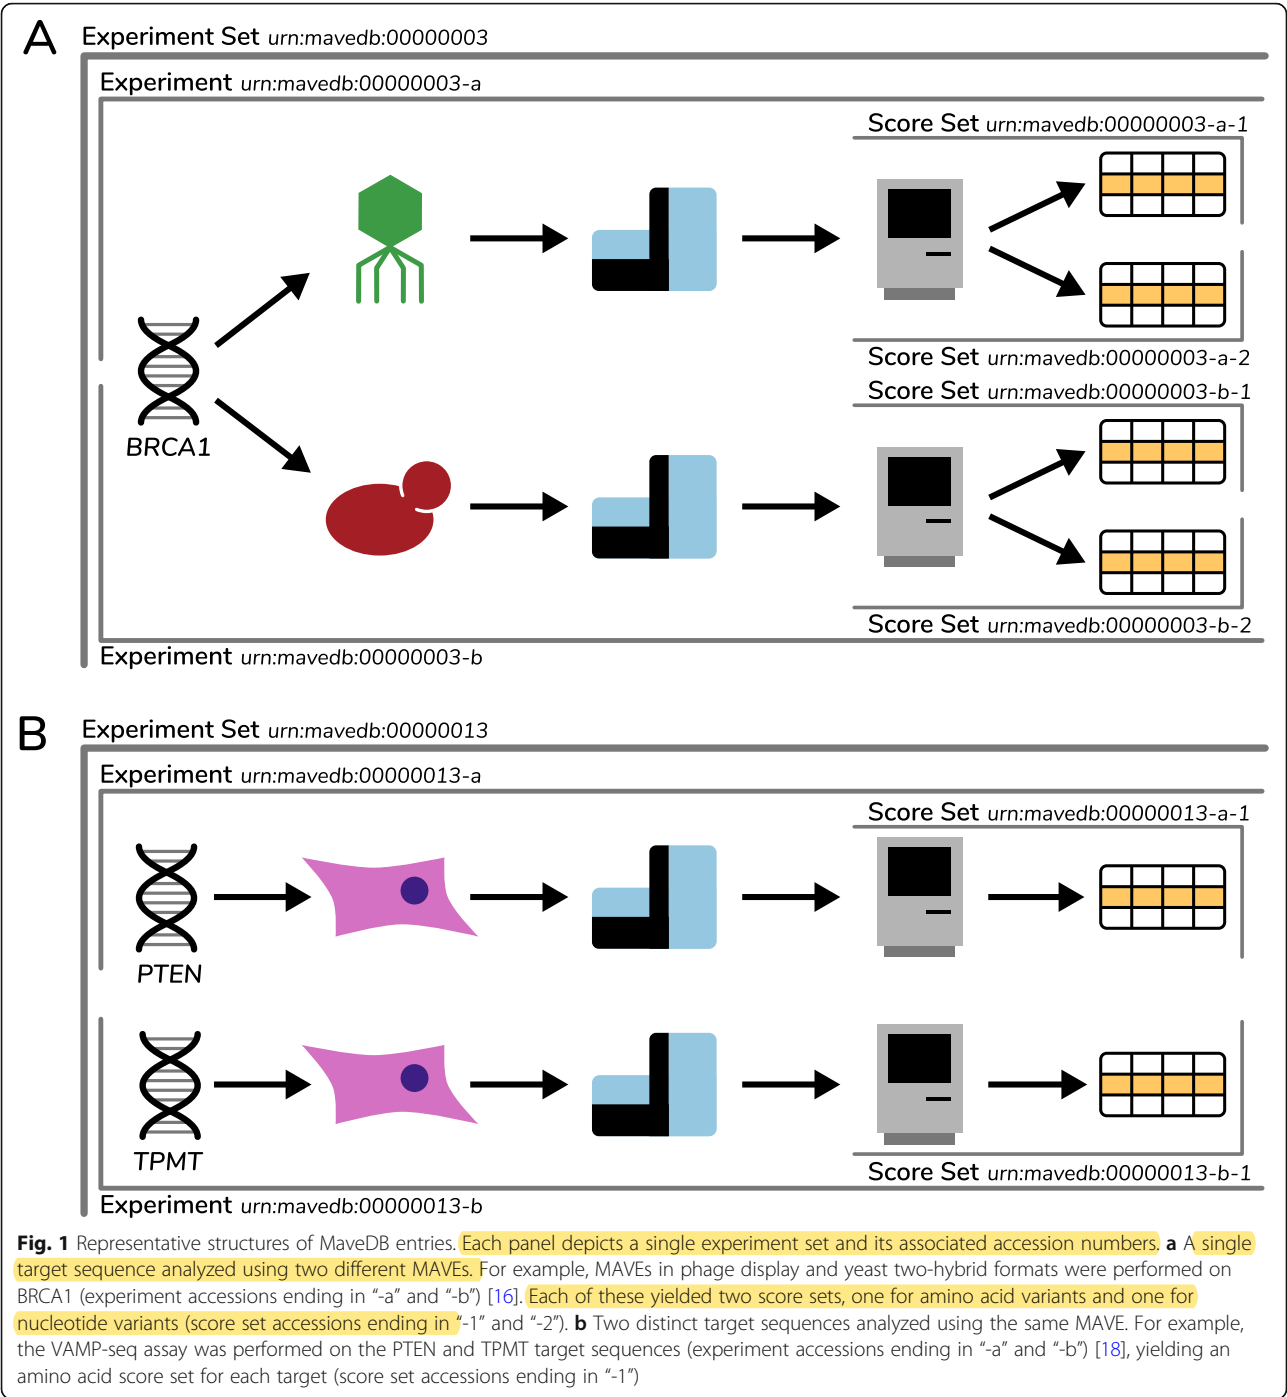 A
Experiment Set urn:mavedb:00000003
Experiment urn:mavedb:00000003-a
Score Set urn:mavedb:00000003-a-1
BRCA1
Score Set urn:mavedb:00000003-a-2
Score Set urn:mavedb:00000003-b-1
Score Set urn:mavedb:00000003-b-2
Experiment urn:mavedb:00000003-b
B
Experiment Set urn:mavedb:00000013
Experiment urn:mavedb:00000013-a
Score Set urn:mavedb:00000013-a-1
PTEN
TPMT
Score Set urn:mavedb:00000013-b-1
Experiment urn:mavedb:00000013-b
Fig. 1 Representative structures of MaveDB entries. Each panel depicts a single experiment set and its associated accession numbers. a A single
target sequence analyzed using two different MAVEs. For example, MAVEs in phage display and yeast two-hybrid formats were performed on
BRCA1 (experiment accessions ending in “-a” and “-b”) [16]. Each of these yielded two score sets, one for amino acid variants and one for
nucleotide variants (score set accessions ending in “-1” and “-2”). b Two distinct target sequences analyzed using the same MAVE. For example,
the VAMP-seq assay was performed on the PTEN and TPMT target sequences (experiment accessions ending in “-a” and “-b”) [18], yielding an
amino acid score set for each target (score set accessions ending in “-1”)